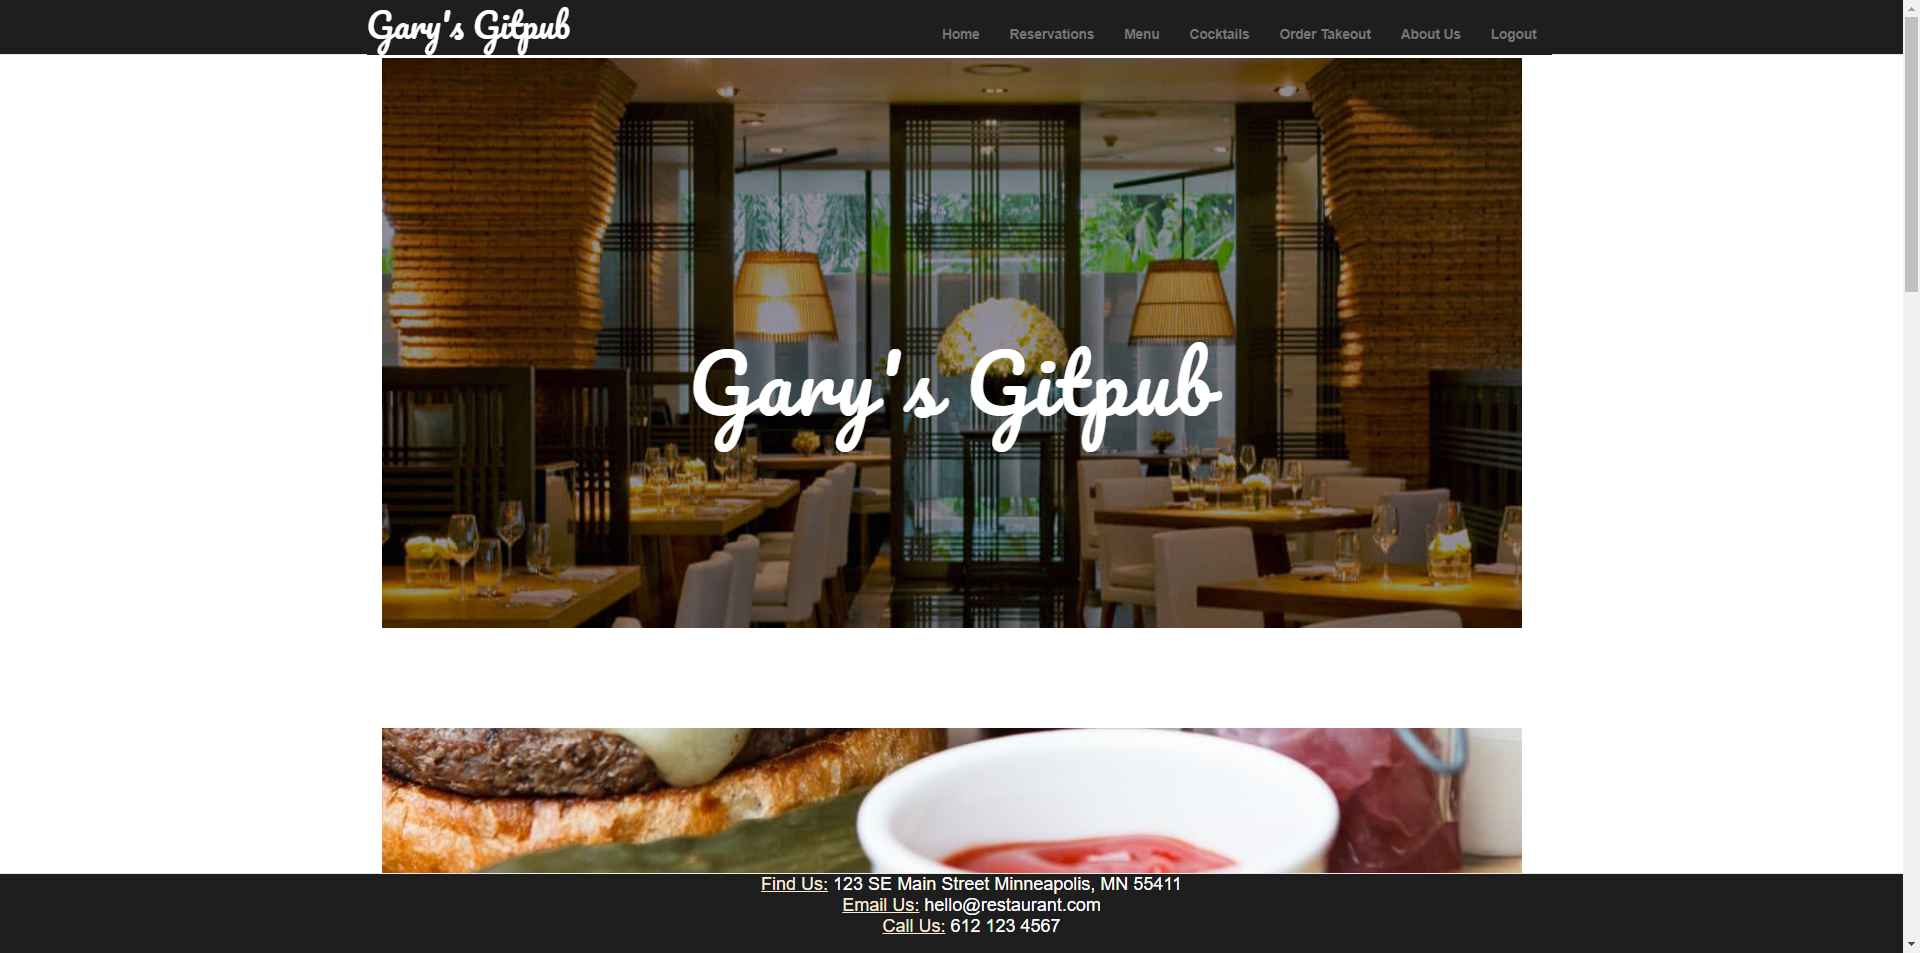 Gary's Gitpub
Home Reservations Menu Cocktails Order Takeout About Us Logout
Gary's Gitpub
Find Us: 123 SE Main Street Minneapolis, MN 55411
Email Us: hello@restaurant.com
Call Us: 612 123 4567